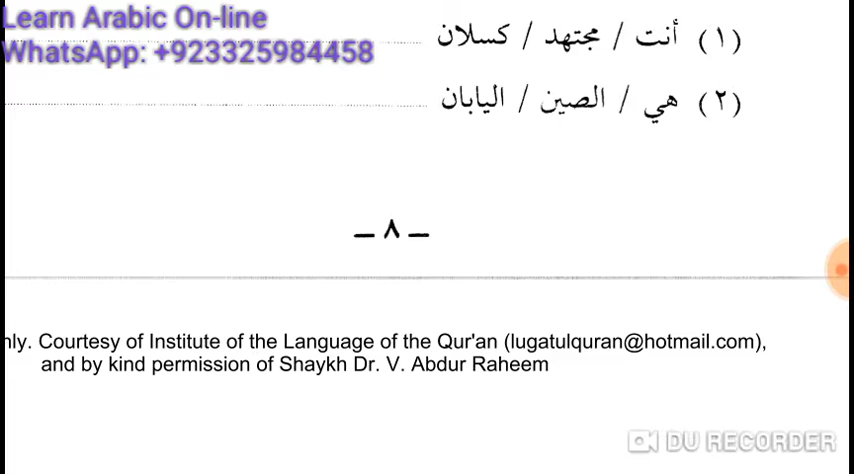 Learn Arabic On-line
WhatsApp: +923325984458
(١) أنت / مجتهد / كسلان
(٢) هي / الصين / اليابان
– ٨ –
nly. Courtesy of Institute of the Language of the Qur'an (lugatulquran@hotmail.com),
and by kind permission of Shaykh Dr. V. Abdur Raheem
DU RECORDER